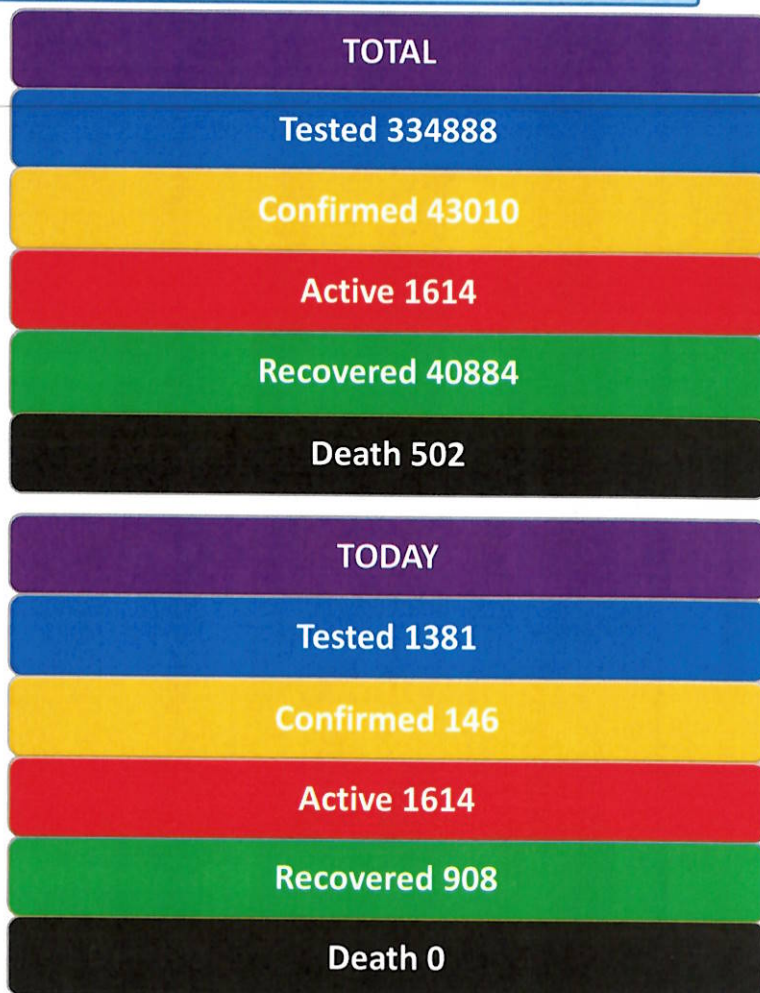 TOTAL
Tested 334888
Confirmed 43010
Active 1614
Recovered 40884
Death 502
TODAY
Tested 1381
Confirmed 146
Active 1614
Recovered 908
Death 0